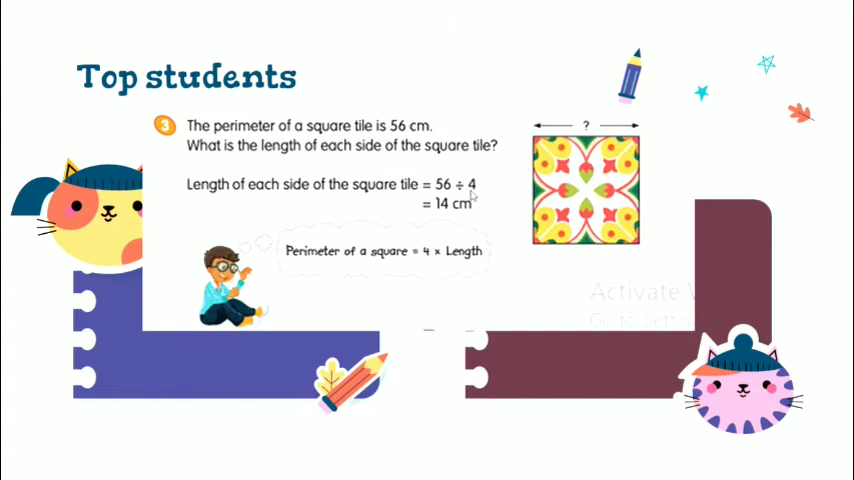 Top students
3 The perimeter of a square tile is 56 cm.
What is the length of each side of the square tile?
?
Length of each side of the square tile = 56 ÷ 4
= 14 cm
Perimeter of a square = 4 × Length
Activate
Go to